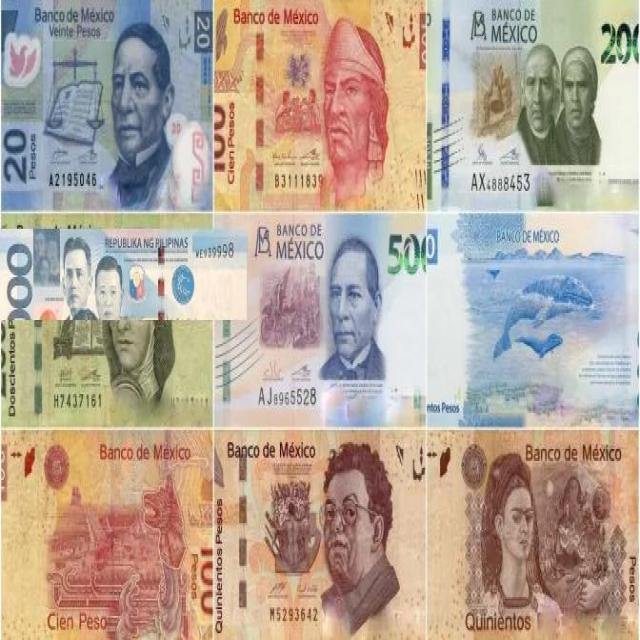 Banco de México
Veinte Pesos
20
20
Pesos
A2195046
Banco de México
100
Cien Pesos
B3111839
BANCO DE
MÉXICO
200
AX4888453
000
REPUBLIKA NG PILIPINAS
WE939998
Doscientos P
H7437161
BANCO DE
MÉXICO
500
AJ8965528
BANCO DE MÉXICO
ntos Pesos
Banco de México
100
Pesos
Cien Peso
Banco de México
Quinientos Pesos
M5293642
Banco de México
Quinientos
Pesos